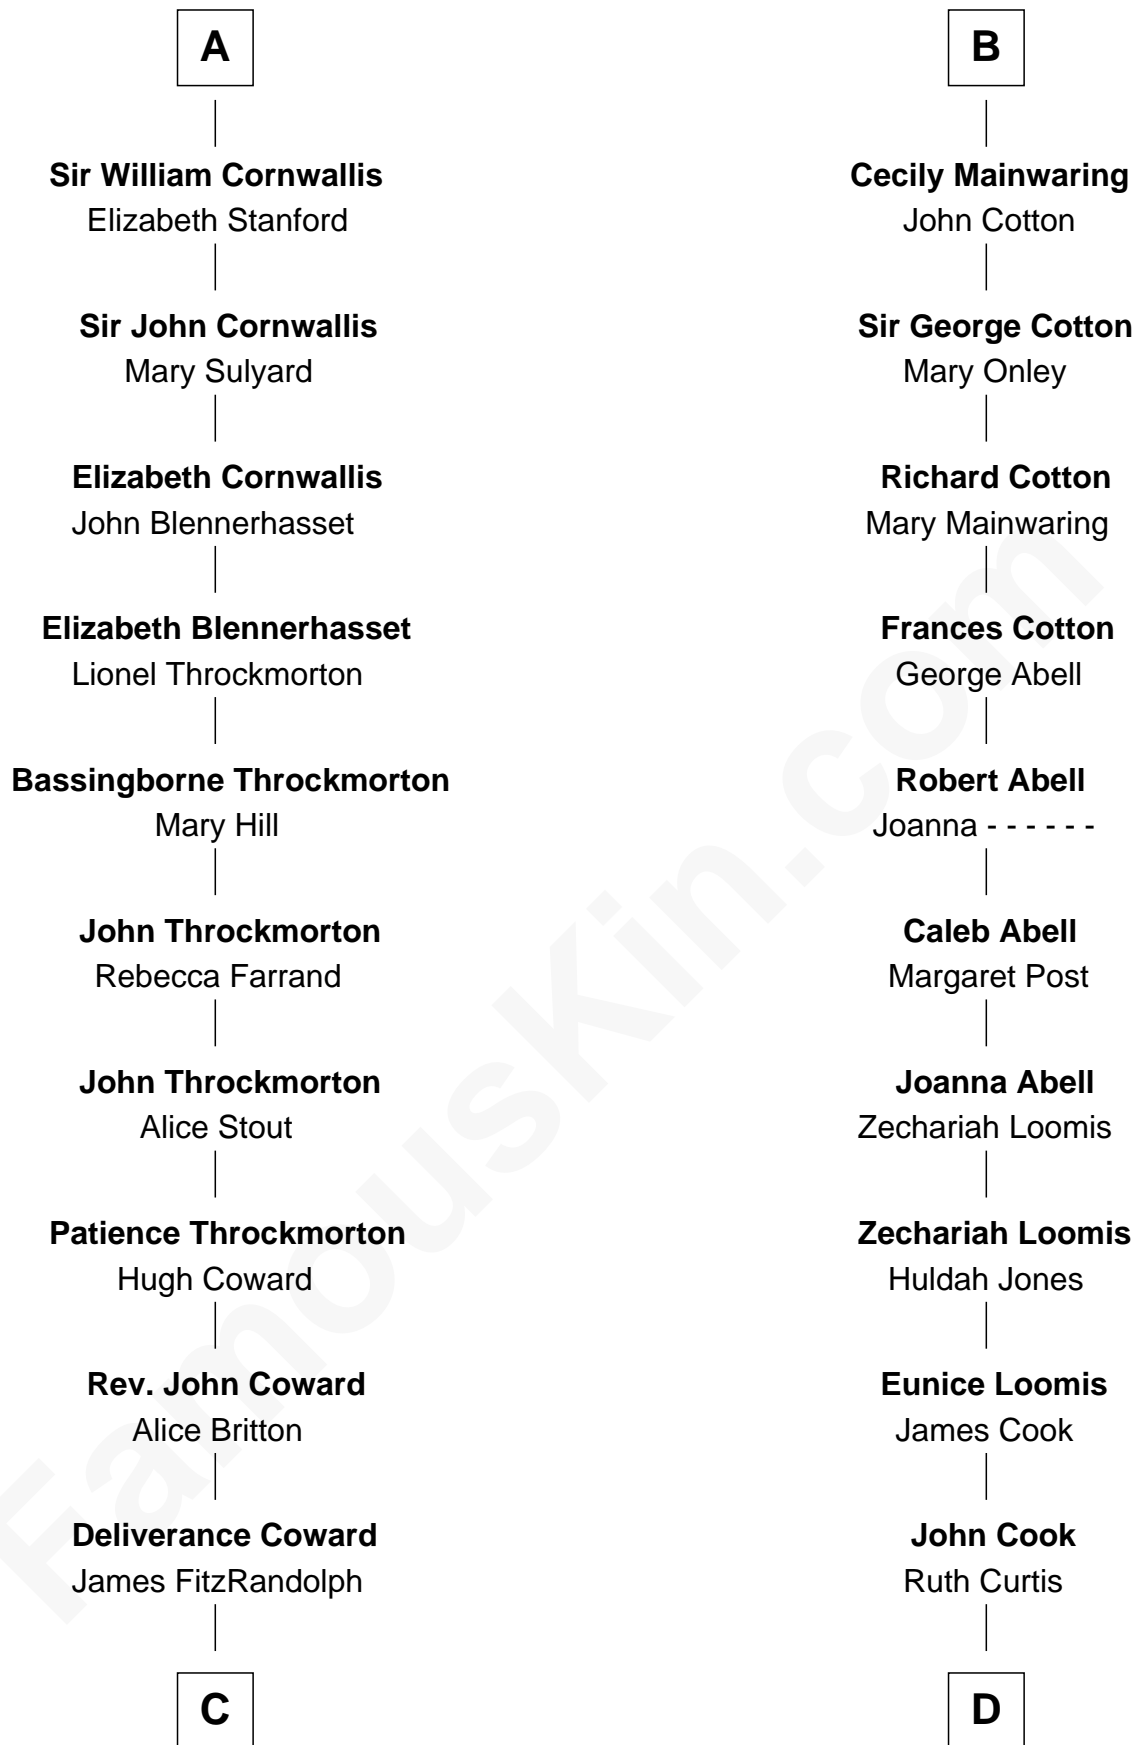 A
Sir William Cornwallis
Elizabeth Stanford
Sir John Cornwallis
Mary Sulyard
Elizabeth Cornwallis
John Blennerhasset
Elizabeth Blennerhasset
Lionel Throckmorton
Bassingborne Throckmorton
Mary Hill
John Throckmorton
Rebecca Farrand
John Throckmorton
Alice Stout
Patience Throckmorton
Hugh Coward
Rev. John Coward
Alice Britton
Deliverance Coward
James FitzRandolph
C
B
Cecily Mainwaring
John Cotton
Sir George Cotton
Mary Onley
Richard Cotton
Mary Mainwaring
Frances Cotton
George Abell
Robert Abell
Joanna - - - - - -
Caleb Abell
Margaret Post
Joanna Abell
Zechariah Loomis
Zechariah Loomis
Huldah Jones
Eunice Loomis
James Cook
John Cook
Ruth Curtis
D
FamousKin.com